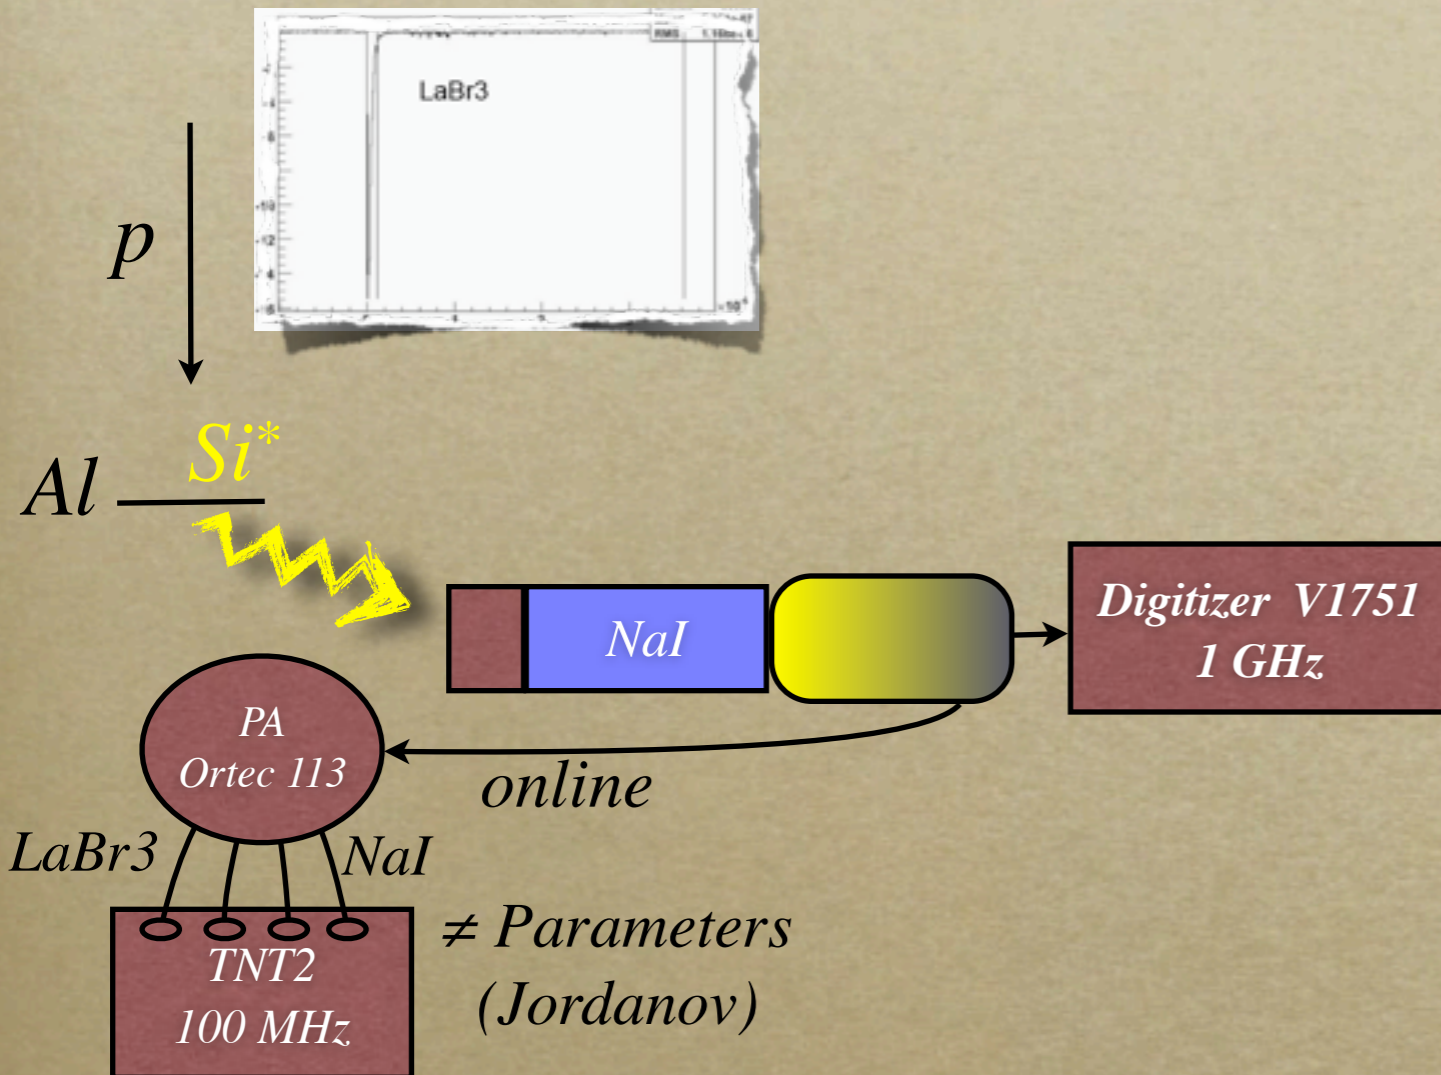 LaBr3
p
Si*
Al
NaI
Digitizer V1751
1 GHz
PA
Ortec 113
online
LaBr3
NaI
≠ Parameters
(Jordanov)
TNT2
100 MHz